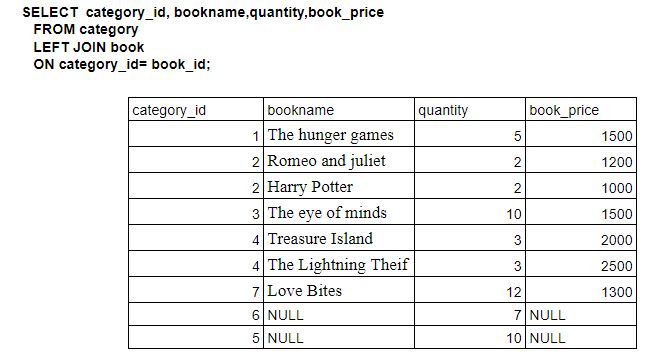 SELECT category_id, bookname,quantity,book_price
FROM category
LEFT JOIN book
ON category_id= book_id;
category_id bookname quantity book_price
1 The hunger games 5 1500
2 Romeo and juliet 2 1200
2 Harry Potter 2 1000
3 The eye of minds 10 1500
4 Treasure Island 3 2000
4 The Lightning Theif 3 2500
7 Love Bites 12 1300
6 NULL 7 NULL
5 NULL 10 NULL